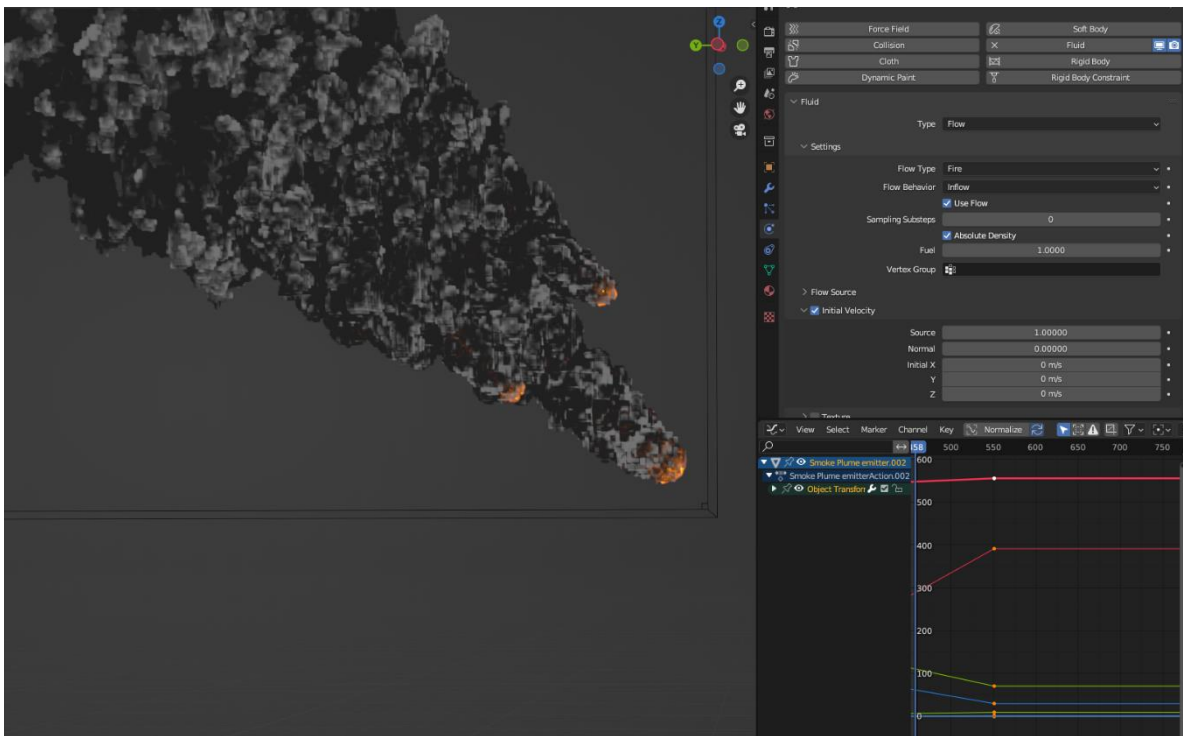 Z
Y
Force Field
Soft Body
Collision
Fluid
Cloth
Rigid Body
Dynamic Paint
Rigid Body Constraint
Fluid
Type Flow
Settings
Flow Type Fire
Flow Behavior Inflow
Use Flow
Sampling Substeps 0
Absolute Density
Fuel 1.0000
Vertex Group
Flow Source
Initial Velocity
Source 1.00000
Normal 0.00000
Initial X 0 m/s
Y 0 m/s
Z 0 m/s
Texture
View Select Marker Channel Key Normalize
458 500 550 600 650 700 750
Smoke Plume emitter.002
Smoke Plume emitterAction.002
Object Transforn
600
500
400
300
200
100
0